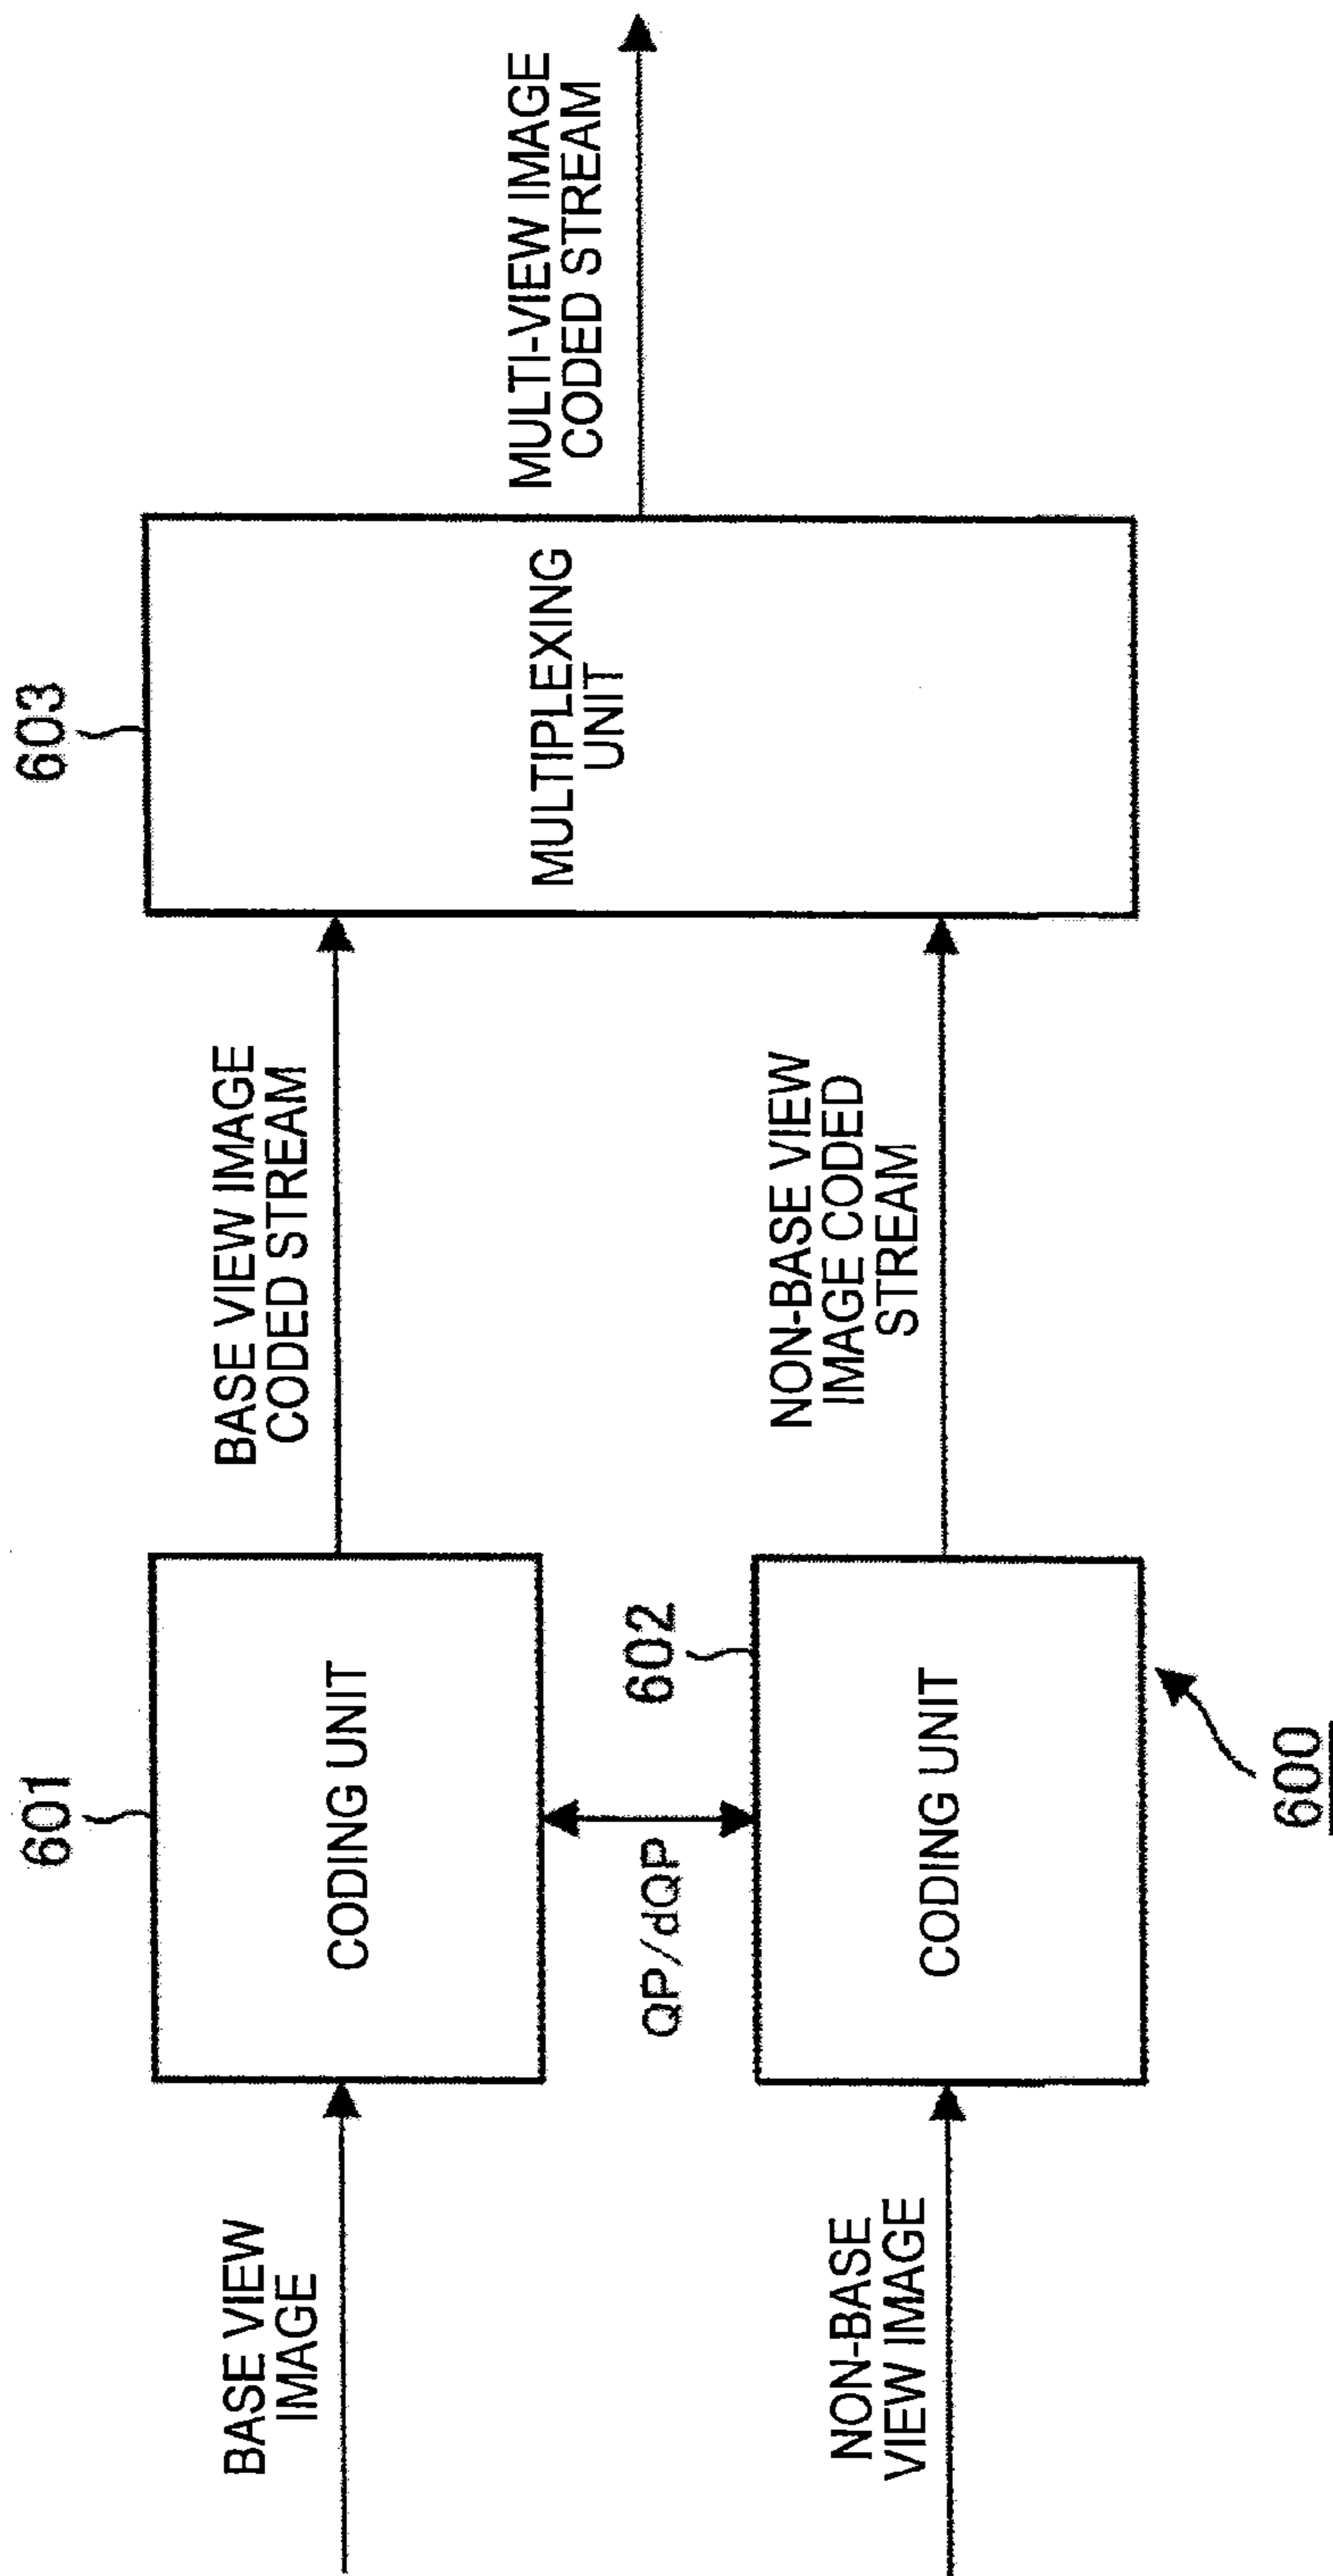 603
MULTI-VIEW IMAGE
CODED STREAM
MULTIPLEXING
UNIT
BASE VIEW IMAGE
CODED STREAM
NON-BASE VIEW
IMAGE CODED
STREAM
601
CODING UNIT
602
CODING UNIT
QP/dQP
600
BASE VIEW
IMAGE
NON-BASE
VIEW IMAGE